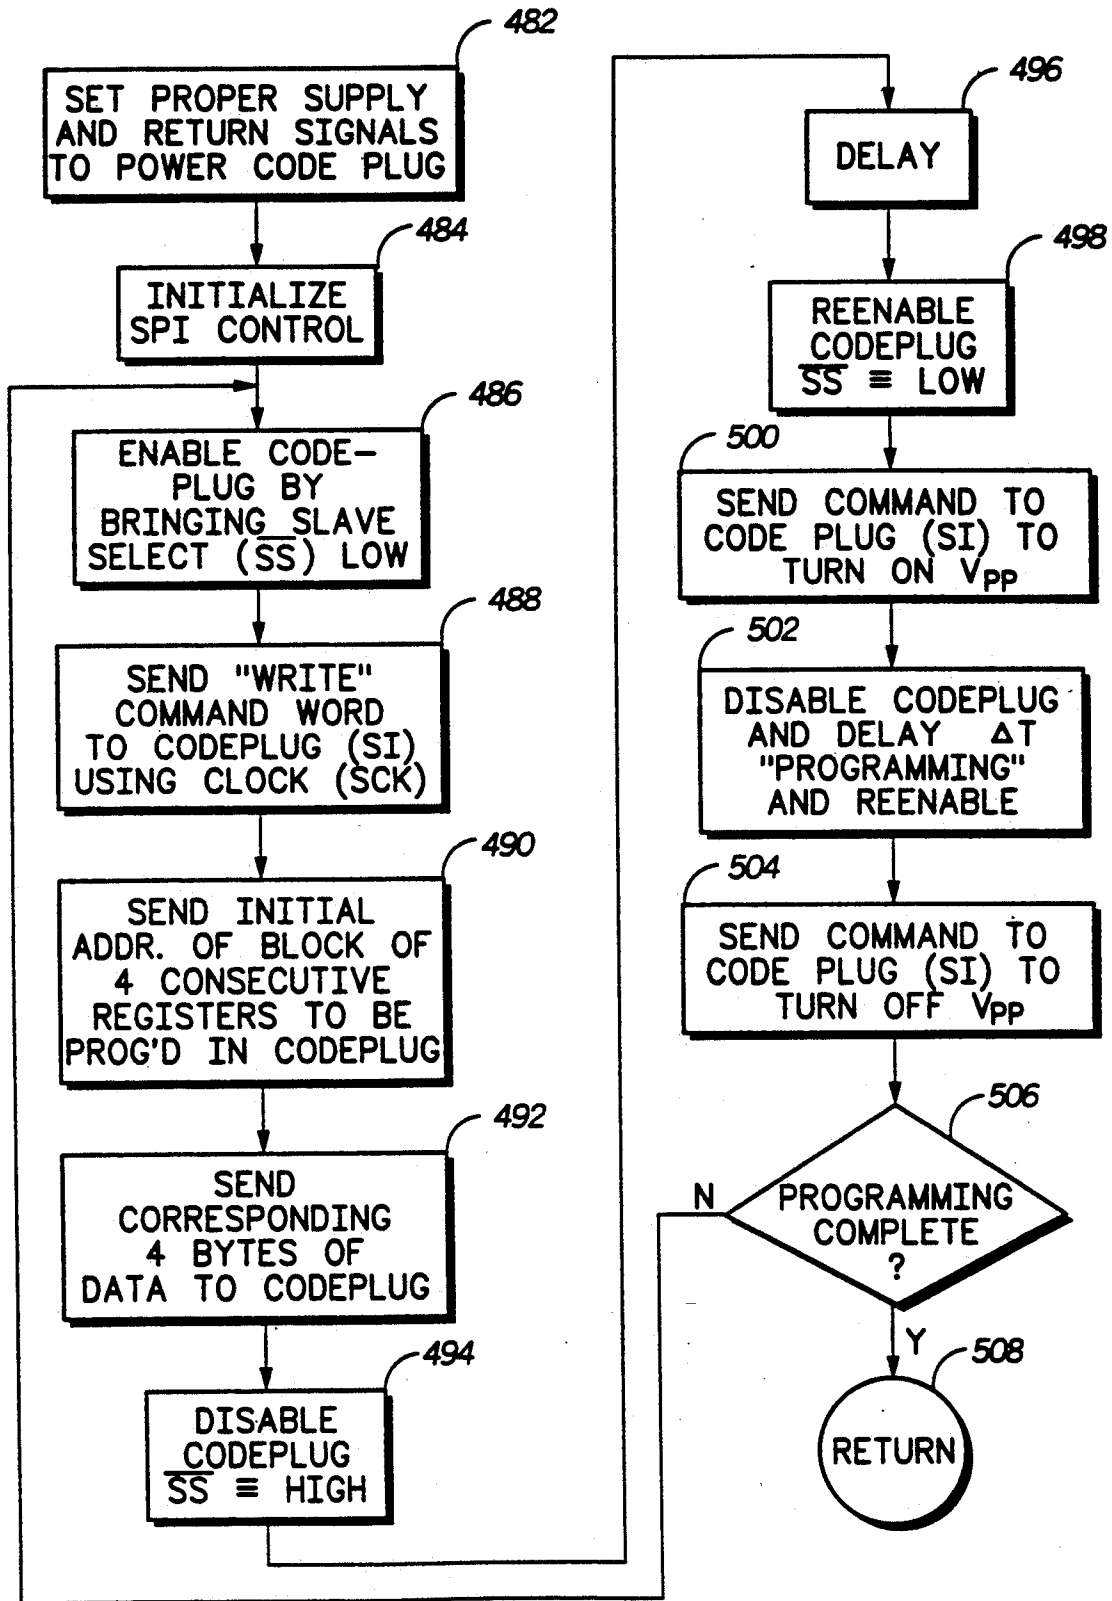 482
SET PROPER SUPPLY
AND RETURN SIGNALS
TO POWER CODE PLUG
484
INITIALIZE
SPI CONTROL
486
ENABLE CODE-
PLUG BY
BRINGING SLAVE
SELECT (S̅S̅) LOW
488
SEND "WRITE"
COMMAND WORD
TO CODEPLUG (SI)
USING CLOCK (SCK)
490
SEND INITIAL
ADDR. OF BLOCK OF
4 CONSECUTIVE
REGISTERS TO BE
PROG'D IN CODEPLUG
492
SEND
CORRESPONDING
4 BYTES OF
DATA TO CODEPLUG
494
DISABLE
CODEPLUG
S̅S̅ ≡ HIGH
496
DELAY
498
REENABLE
CODEPLUG
S̅S̅ ≡ LOW
500
SEND COMMAND TO
CODE PLUG (SI) TO
TURN ON VPP
502
DISABLE CODEPLUG
AND DELAY ΔT
"PROGRAMMING"
AND REENABLE
504
SEND COMMAND TO
CODE PLUG (SI) TO
TURN OFF VPP
506
PROGRAMMING
COMPLETE
?
N
Y
508
RETURN